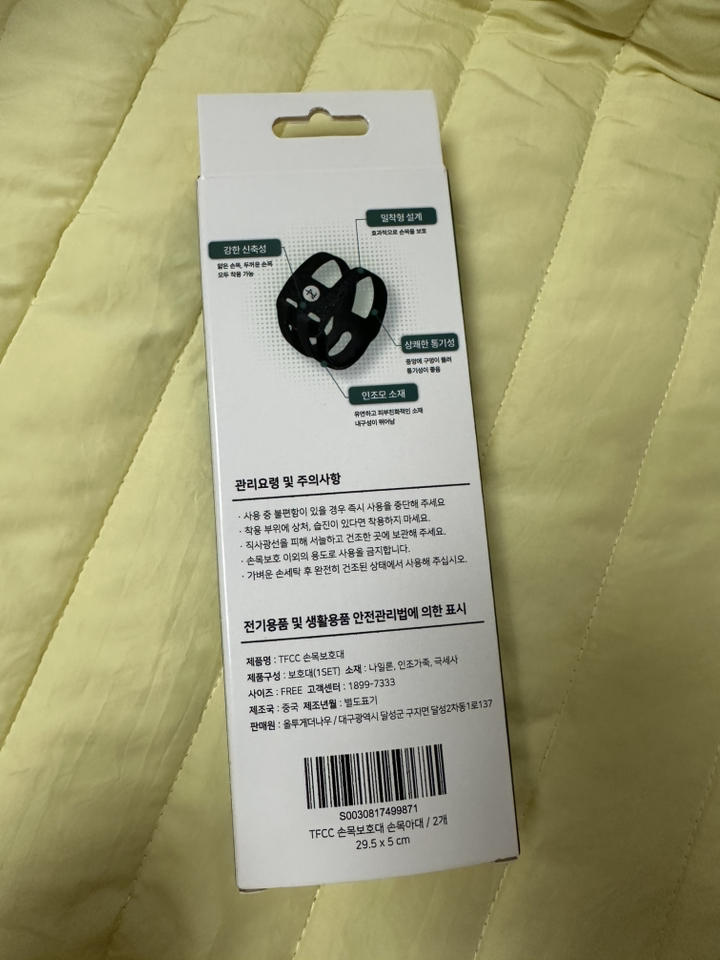 밀착형 설계
효과적으로 손목을 보호
강한 신축성
얇은 손목, 두꺼운 손목
모두 착용 가능
상쾌한 통기성
중앙에 구멍이 뚫려
통기성이 좋음
인조모 소재
유연하고 피부친화적인 소재
내구성이 뛰어남
관리요령 및 주의사항
· 사용 중 불편함이 있을 경우 즉시 사용을 중단해 주세요
· 착용 부위에 상처, 습진이 있다면 착용하지 마세요.
· 직사광선을 피해 서늘하고 건조한 곳에 보관해 주세요.
· 손목보호 이외의 용도로 사용을 금지합니다.
· 가벼운 손세탁 후 완전히 건조된 상태에서 사용해 주십시오.
전기용품 및 생활용품 안전관리법에 의한 표시
제품명 : TFCC 손목보호대
제품구성 : 보호대(1SET) 소재 : 나일론, 인조가죽, 극세사
사이즈 : FREE 고객센터 : 1899-7333
제조국 : 중국 제조년월 : 별도표기
판매원 : 올투게더나우 / 대구광역시 달성군 구지면 달성2차동1로137
S0030817499871
TFCC 손목보호대 손목아대 / 2개
29.5 x 5 cm